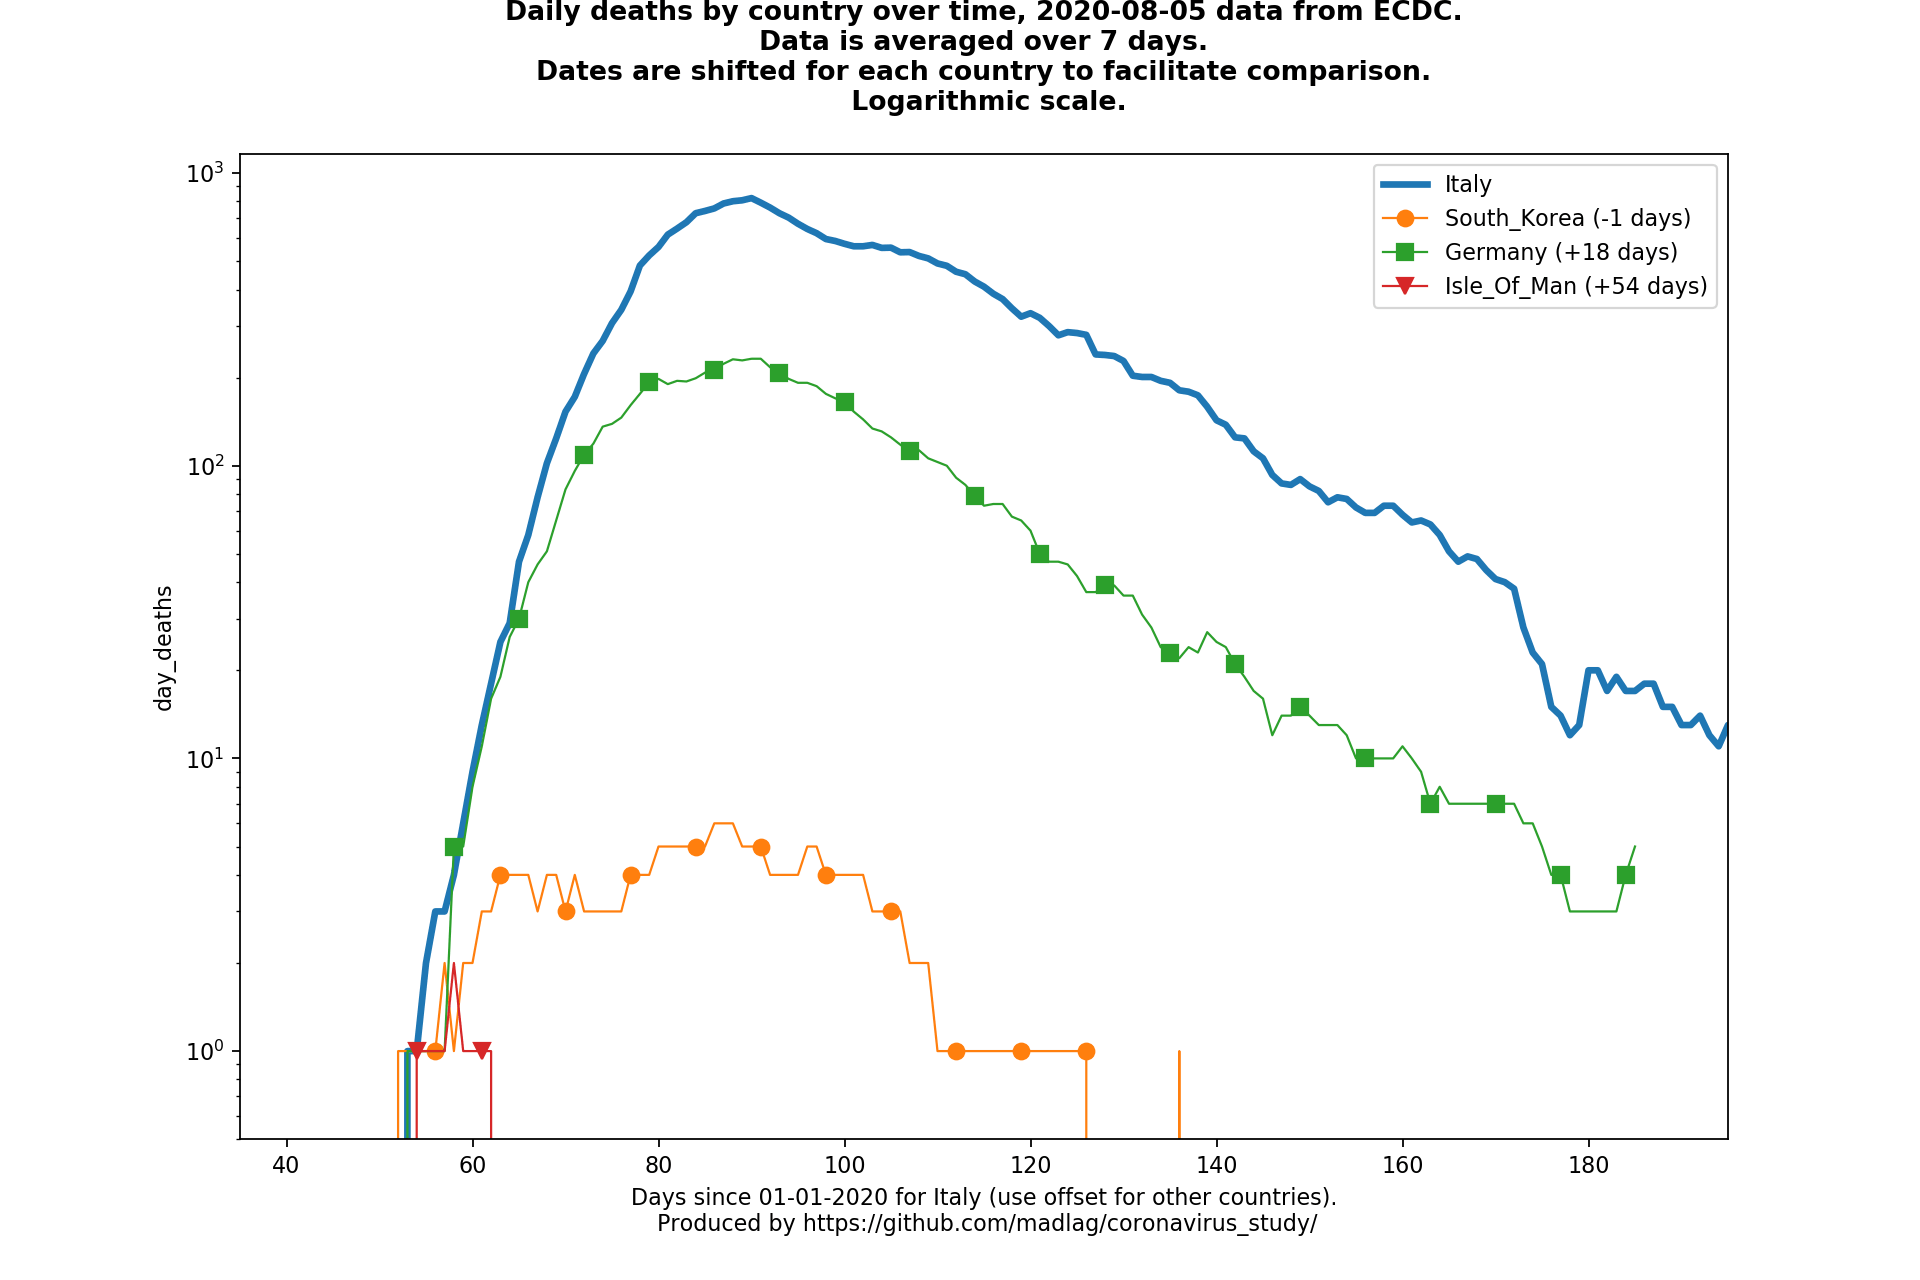 Daily deaths by country over time, 2020-08-05 data from ECDC.
Data is averaged over 7 days.
Dates are shifted for each country to facilitate comparison.
Logarithmic scale.
10³
10²
10¹
10⁰
day_deaths
Italy
South_Korea (-1 days)
Germany (+18 days)
Isle_Of_Man (+54 days)
40 60 80 100 120 140 160 180
Days since 01-01-2020 for Italy (use offset for other countries).
Produced by https://github.com/madlag/coronavirus_study/